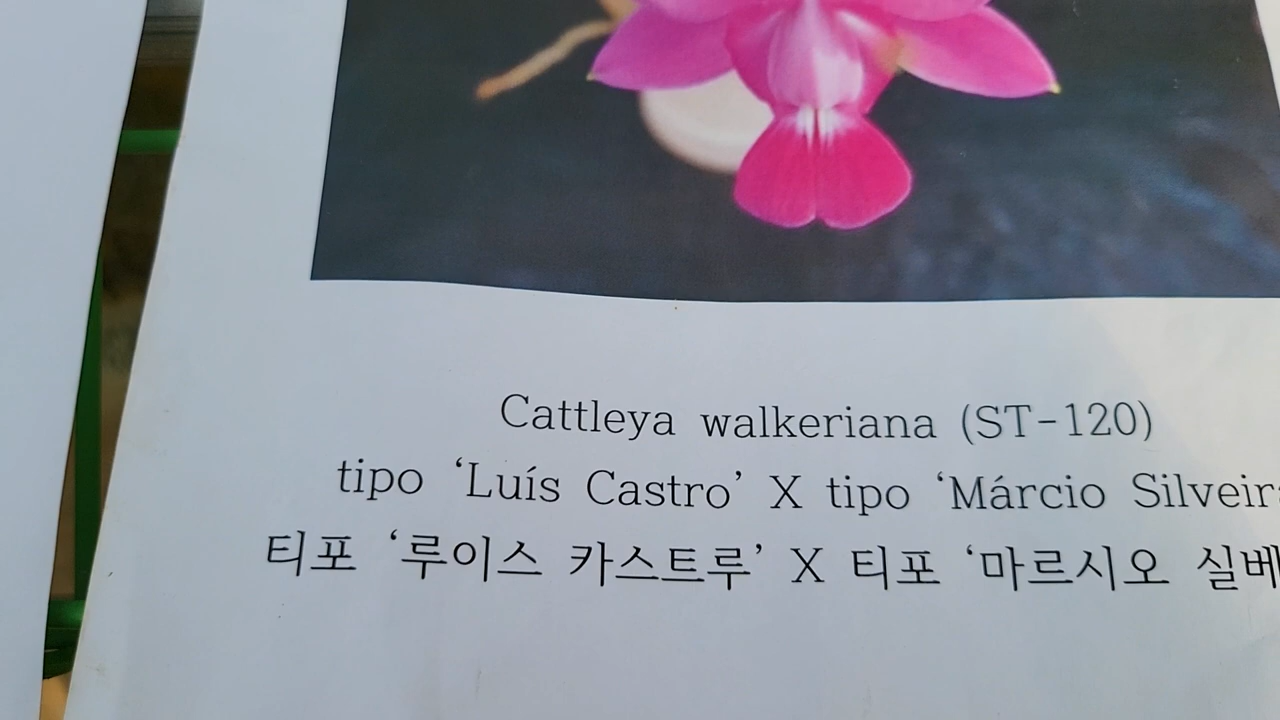 Cattleya walkeriana (ST-120)
tipo ‘Luís Castro’ X tipo ‘Márcio
티포 ‘루이스 카스트루’ X 티포 ‘마르시오